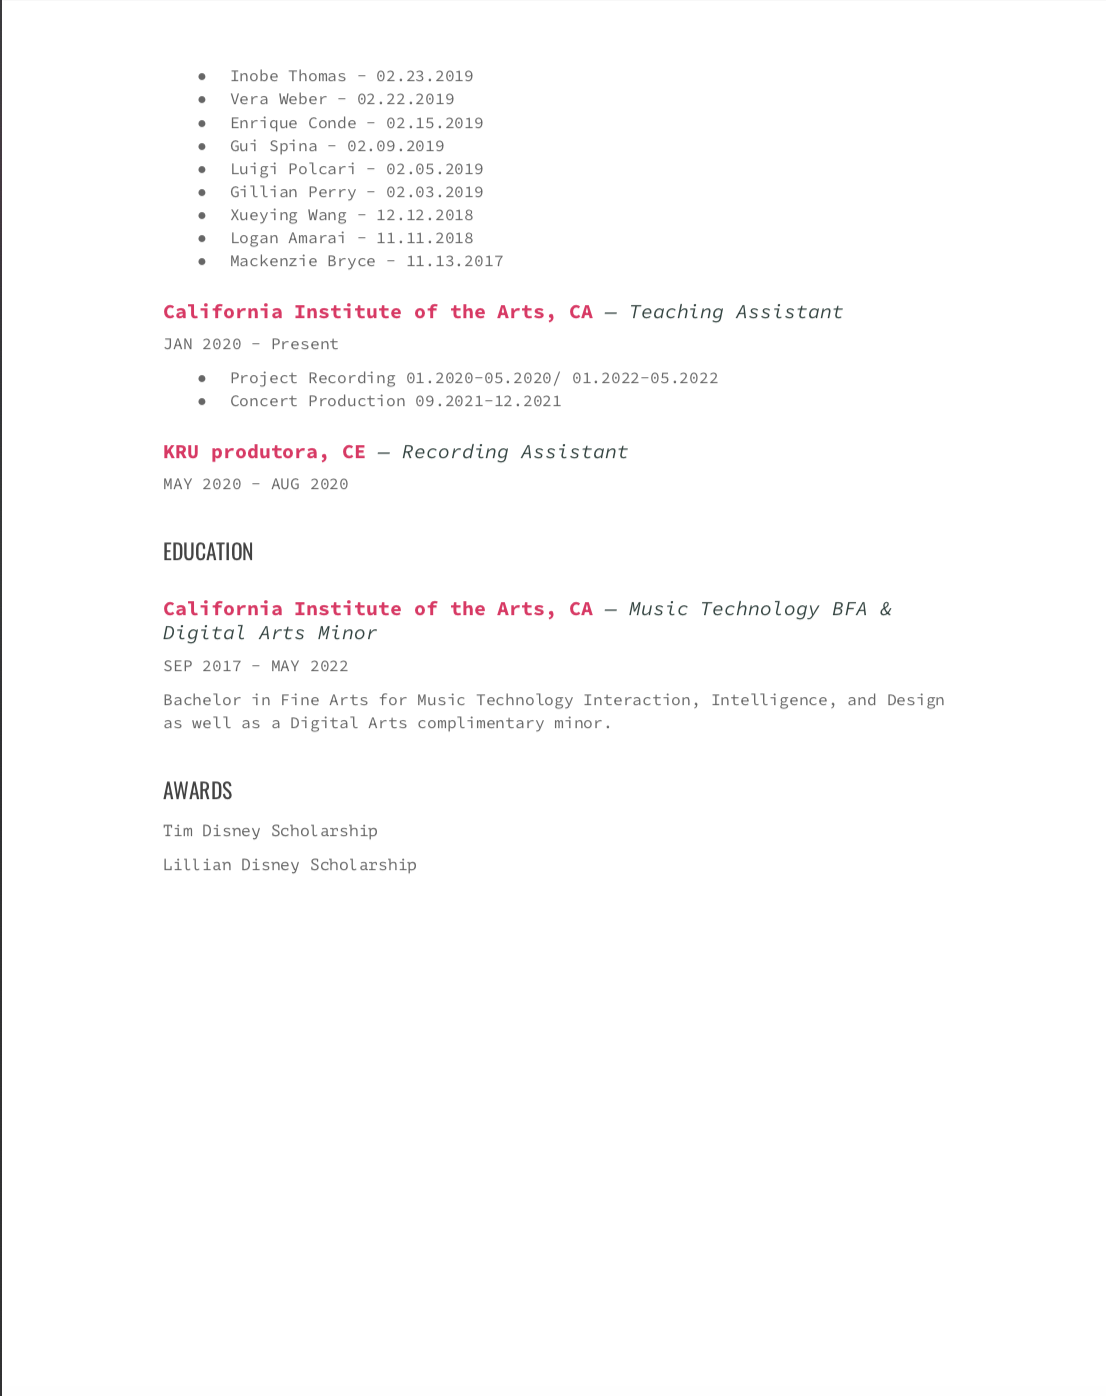 ● Inobe Thomas - 02.23.2019
● Vera Weber - 02.22.2019
● Enrique Conde - 02.15.2019
● Gui Spina - 02.09.2019
● Luigi Polcari - 02.05.2019
● Gillian Perry - 02.03.2019
● Xueying Wang - 12.12.2018
● Logan Amarai - 11.11.2018
● Mackenzie Bryce - 11.13.2017
California Institute of the Arts, CA — Teaching Assistant
JAN 2020 - Present
● Project Recording 01.2020-05.2020/ 01.2022-05.2022
● Concert Production 09.2021-12.2021
KRU produtora, CE — Recording Assistant
MAY 2020 - AUG 2020
EDUCATION
California Institute of the Arts, CA — Music Technology BFA &
Digital Arts Minor
SEP 2017 - MAY 2022
Bachelor in Fine Arts for Music Technology Interaction, Intelligence, and Design
as well as a Digital Arts complimentary minor.
AWARDS
Tim Disney Scholarship
Lillian Disney Scholarship